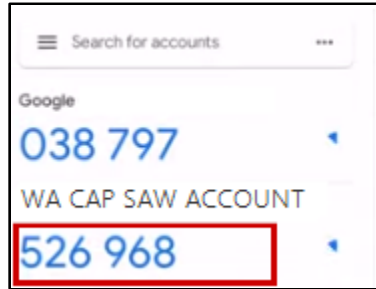 Search for accounts
Google
038 797
WA CAP SAW ACCOUNT
526 968